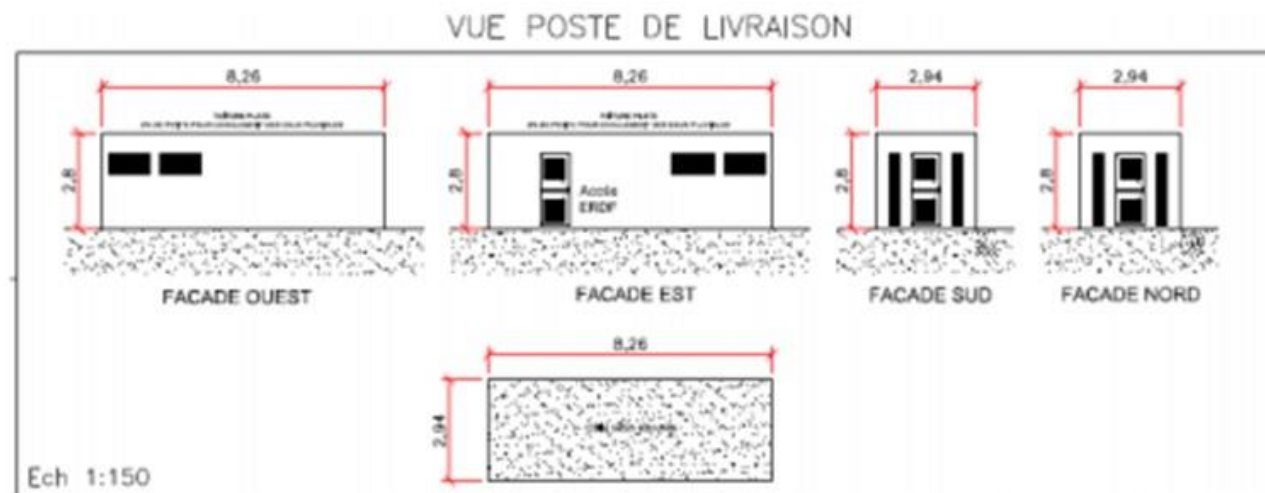 VUE POSTE DE LIVRAISON
8,26
8,26
2,94
2,94
2,8
2,8
Accès
ERDF
2,8
2,8
FACADE OUEST
FACADE EST
FACADE SUD
FACADE NORD
8,26
2,94
Ech 1:150